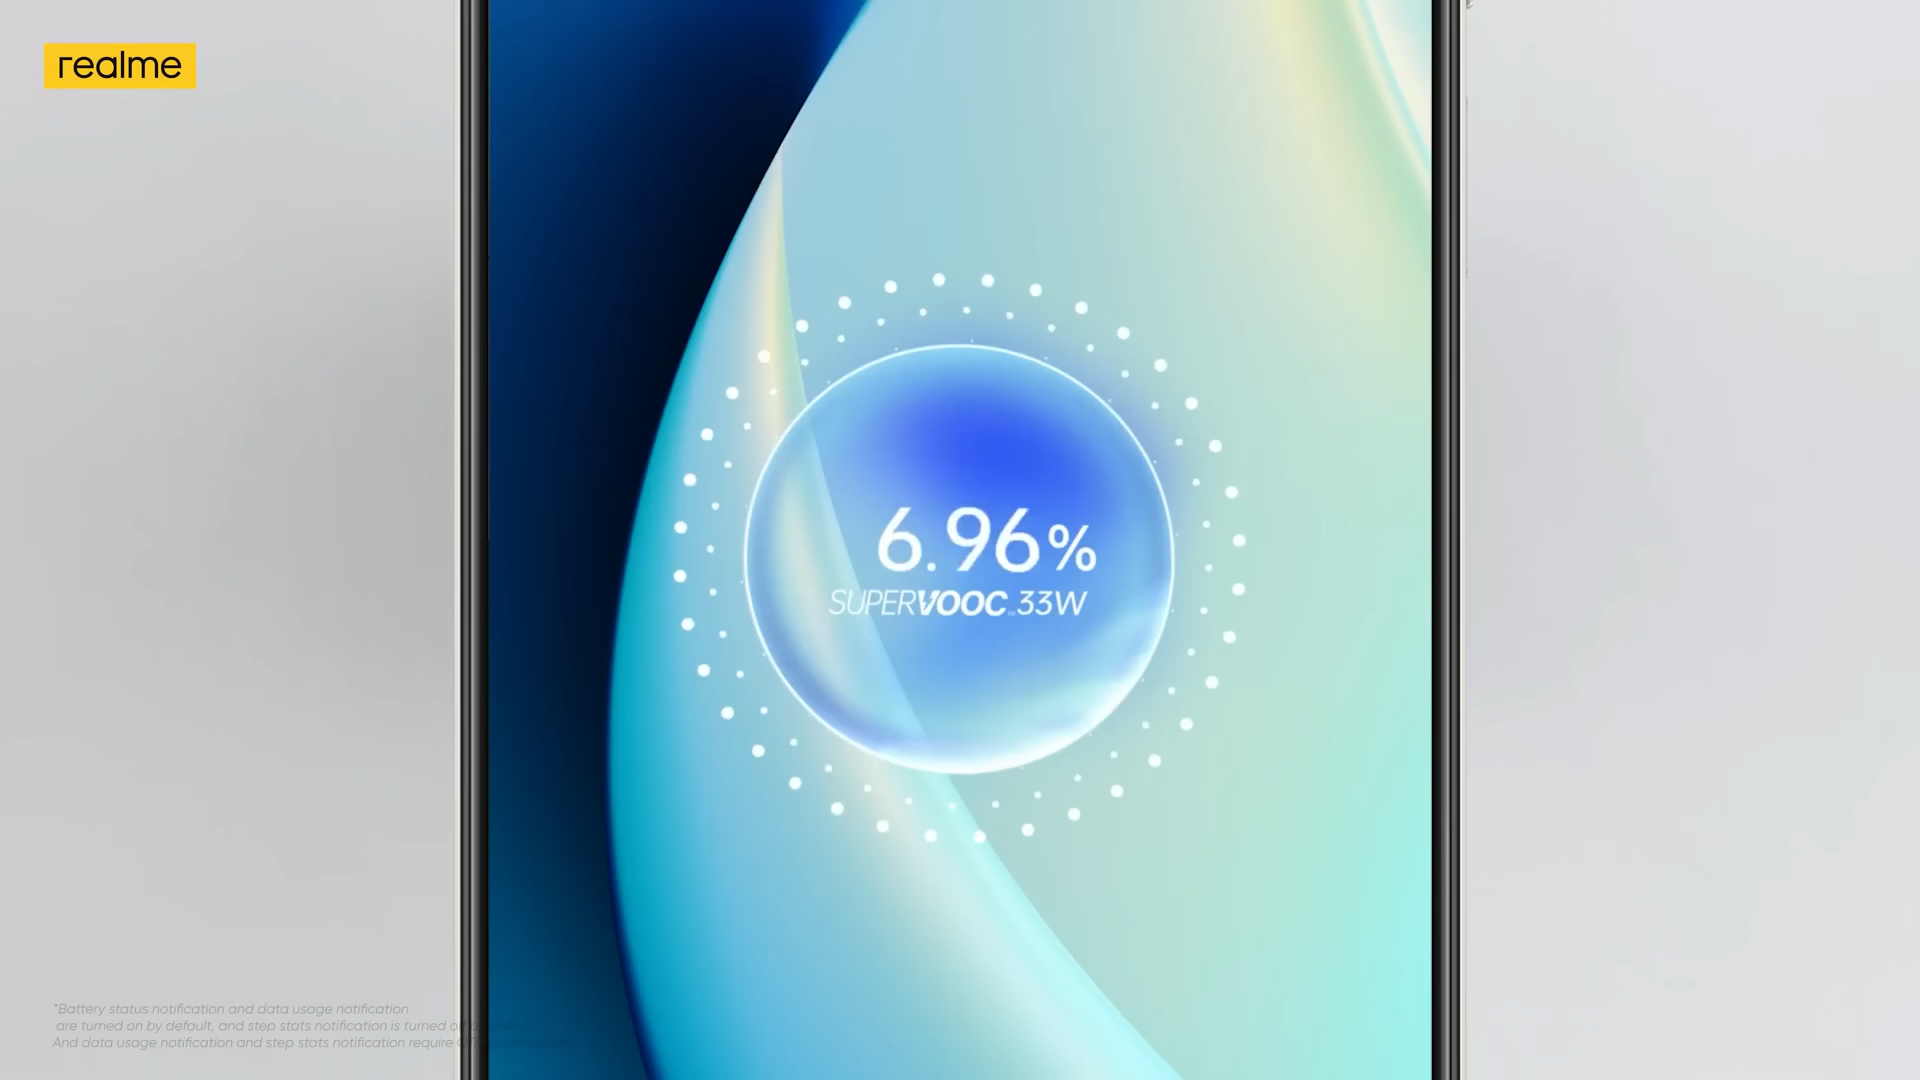 realme
6.96%
SUPERVOOC 33W
*Battery status notification and data usage notification
are turned on by default, and step stats notification is turned
And data usage notification and step stats notification require